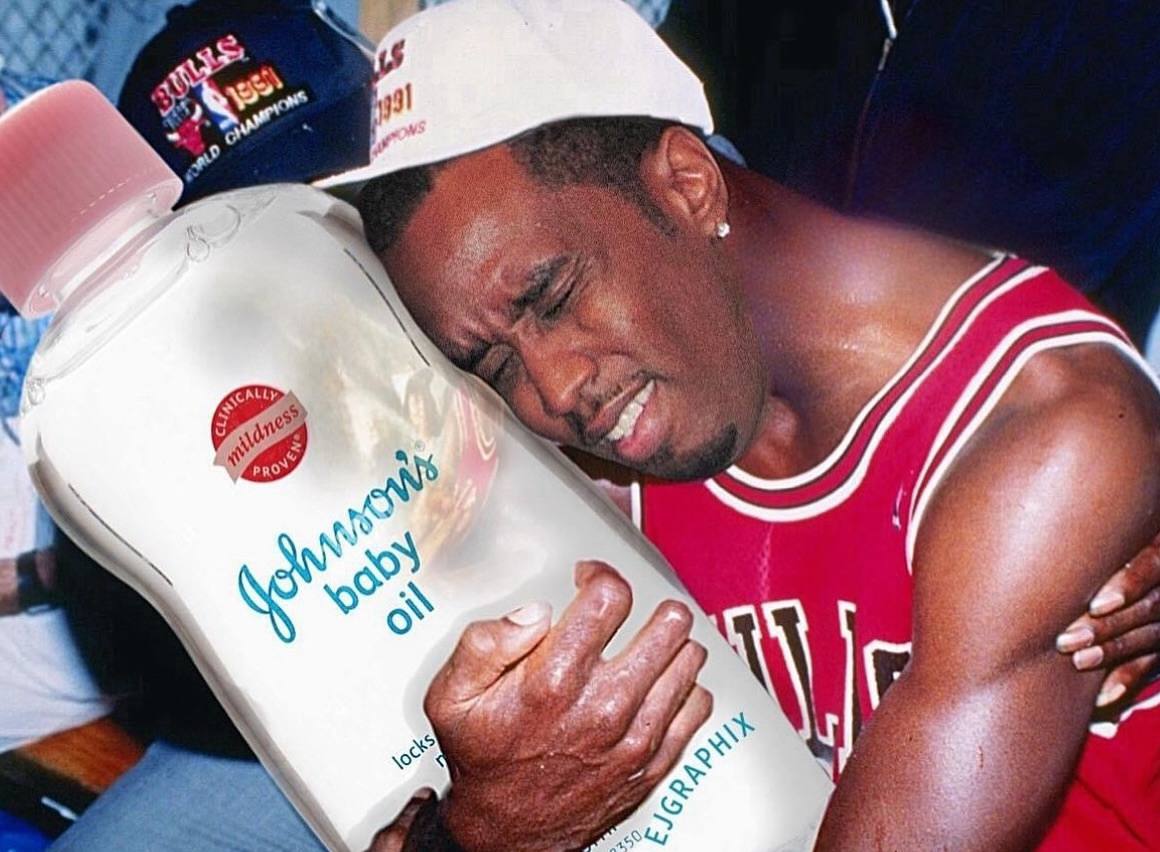 BULLS
1991
WORLD CHAMPIONS
1991
CLINICALLY
mildness
PROVEN
Johnson's®
baby
oil
locks
EJGRAPHIX